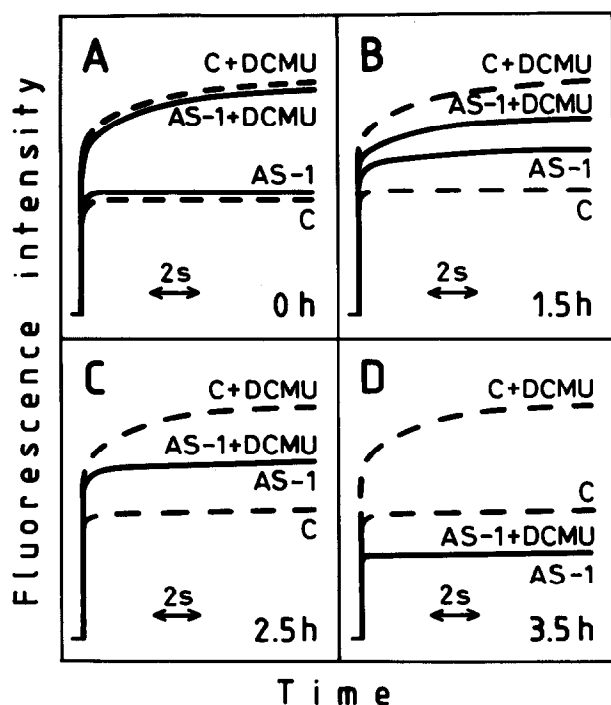 Fluorescence intensity
A
C+DCMU
AS-1+DCMU
AS-1
C
2s
0h
B
C+DCMU
AS-1+DCMU
AS-1
C
2s
1.5h
C
C+DCMU
AS-1+DCMU
AS-1
C
2s
2.5h
D
C+DCMU
C
AS-1+DCMU
AS-1
2s
3.5h
Time